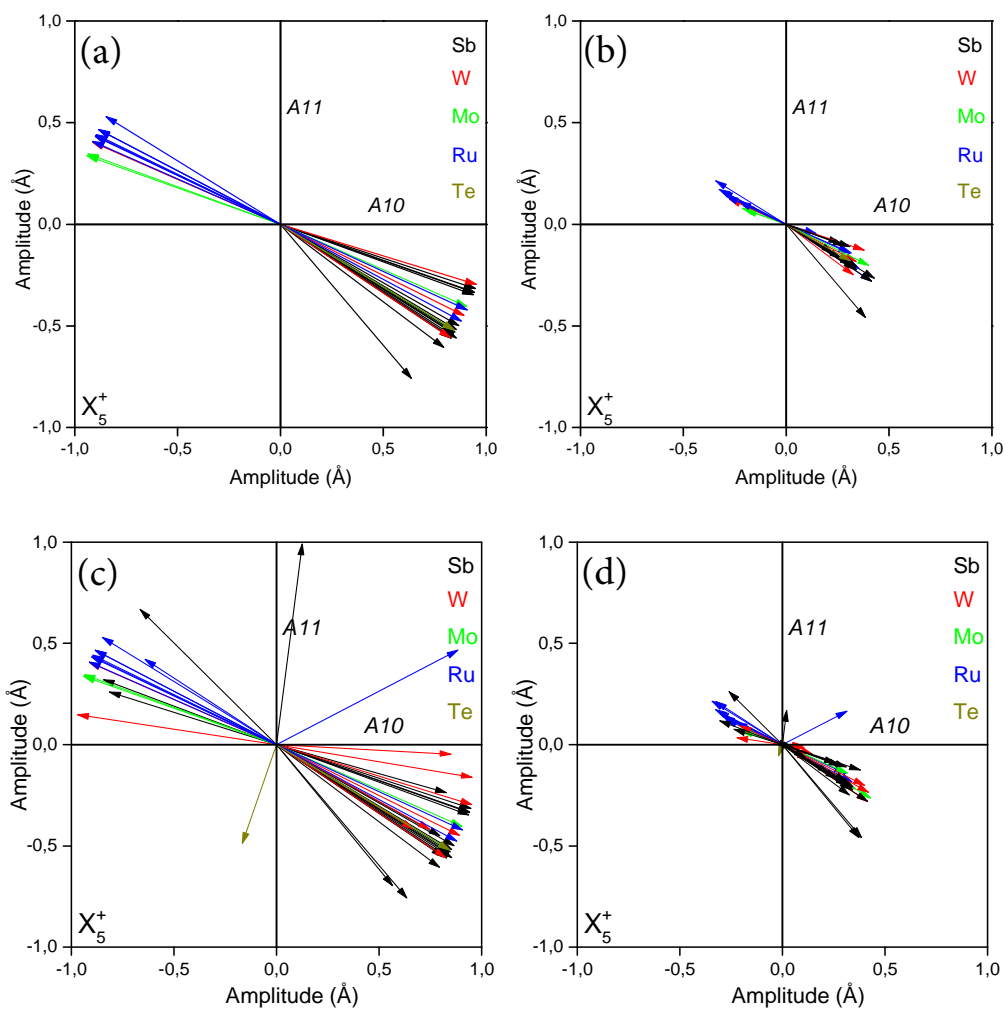 (a)
1,0
0,5
0,0
-0,5
-1,0
-1,0
-0,5
0,0
0,5
1,0
Amplitude (Å)
Amplitude (Å)
A11
A10
Sb
W
Mo
Ru
Te
X5+
(b)
1,0
0,5
0,0
-0,5
-1,0
-1,0
-0,5
0,0
0,5
1,0
Amplitude (Å)
Amplitude (Å)
A11
A10
Sb
W
Mo
Ru
Te
X5+
(c)
1,0
0,5
0,0
-0,5
-1,0
-1,0
-0,5
0,0
0,5
1,0
Amplitude (Å)
Amplitude (Å)
A11
A10
Sb
W
Mo
Ru
Te
X5+
(d)
1,0
0,5
0,0
-0,5
-1,0
-1,0
-0,5
0,0
0,5
1,0
Amplitude (Å)
Amplitude (Å)
A11
A10
Sb
W
Mo
Ru
Te
X5+